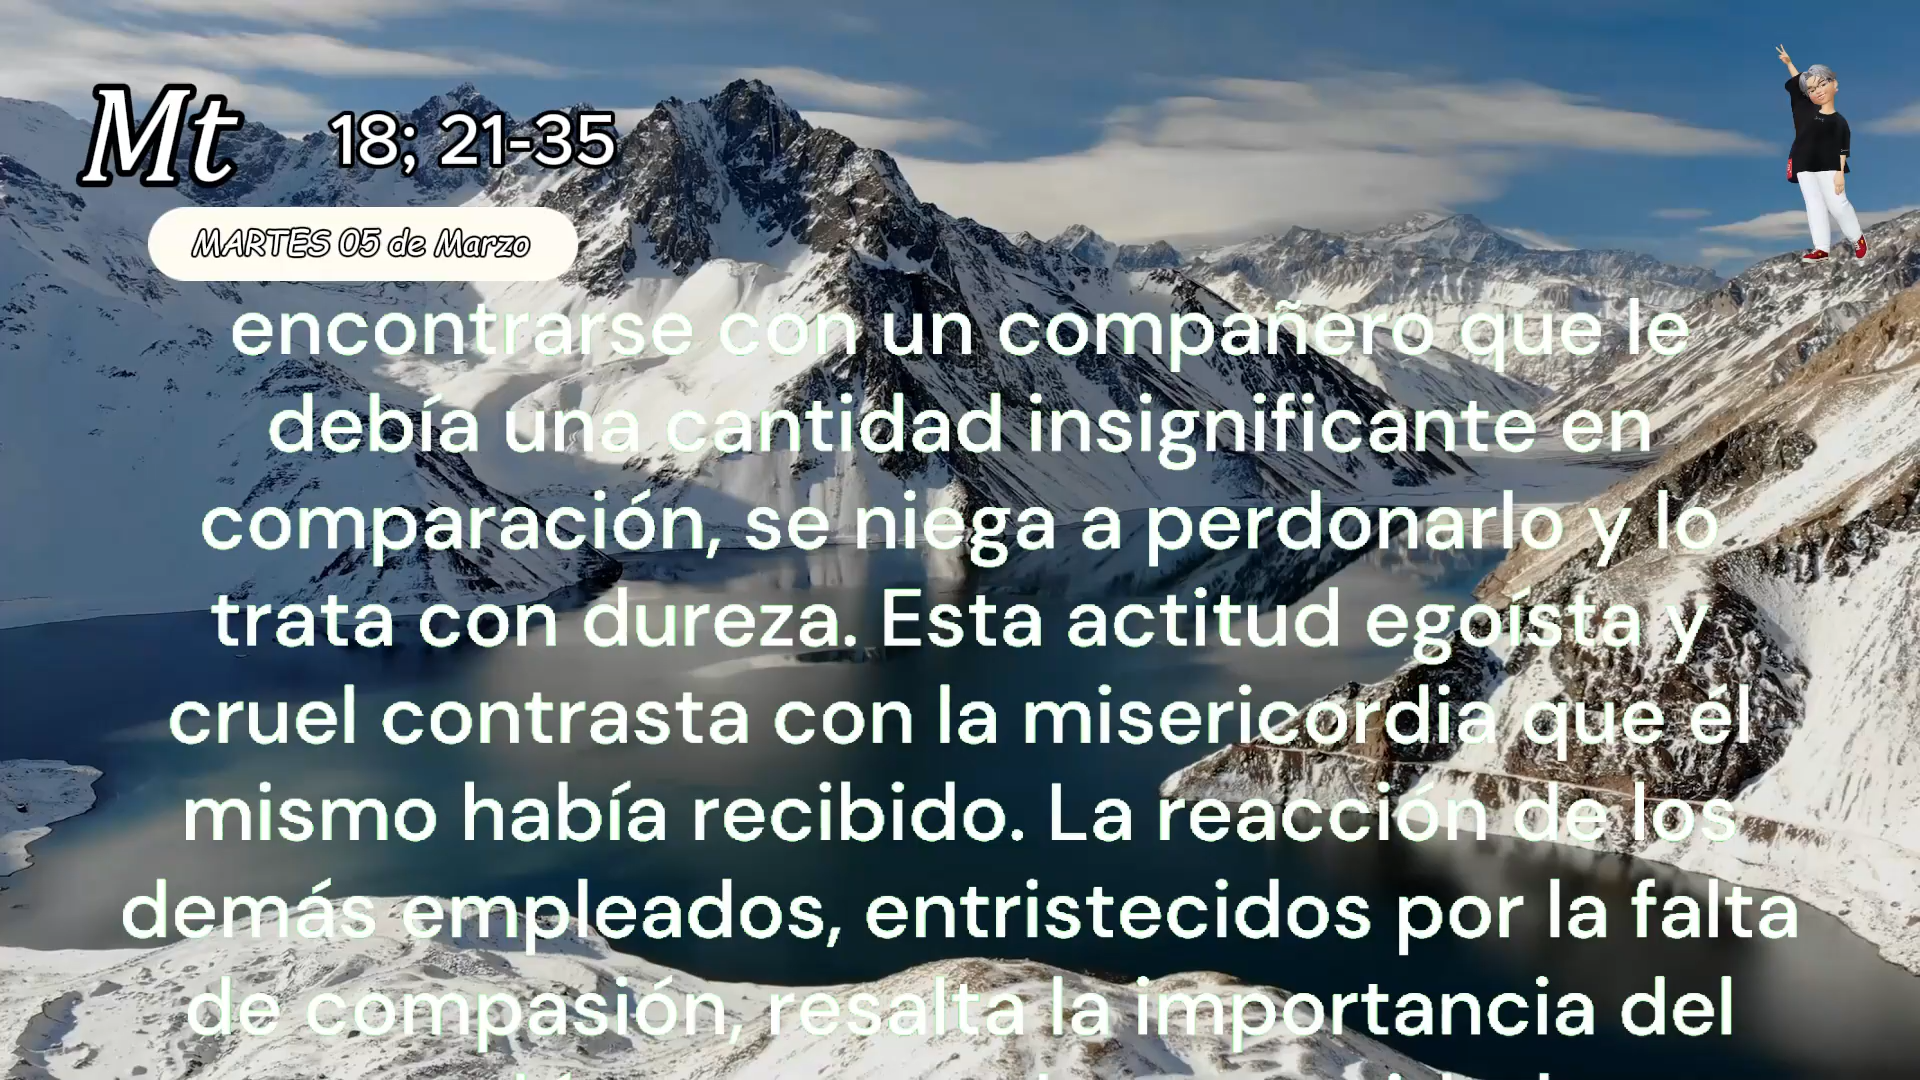 Mt 18; 21-35
MARTES 05 de Marzo
encontrarse con un compañero que le
debía una cantidad insignificante en
comparación, se niega a perdonarlo y lo
trata con dureza. Esta actitud egoísta y
cruel contrasta con la misericordia que él
mismo había recibido. La reacción de los
demás empleados, entristecidos por la falta
de compasión, resalta la importancia del